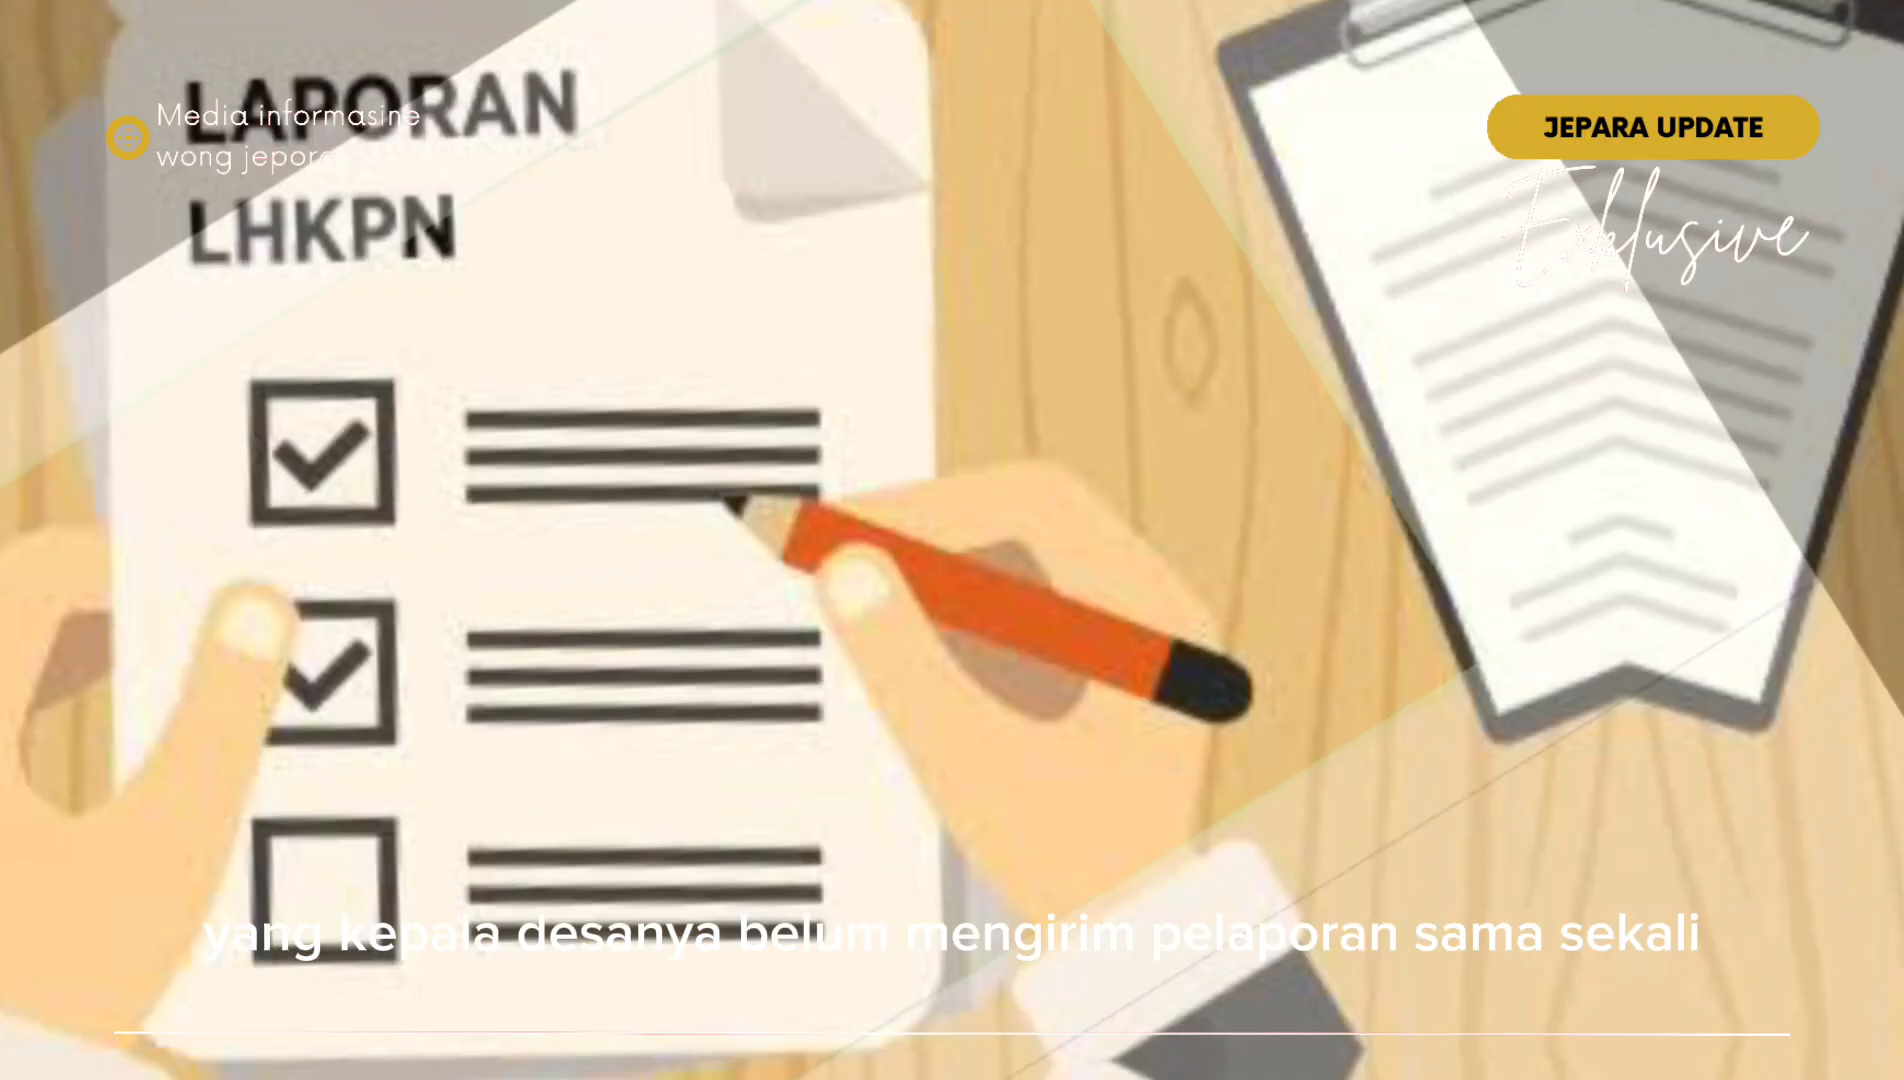 LAPORAN
Media informasine
wong jepara
LHKPN
JEPARA UPDATE
Exklusive
yang kepala desanya belum mengirim pelaporan sama sekali